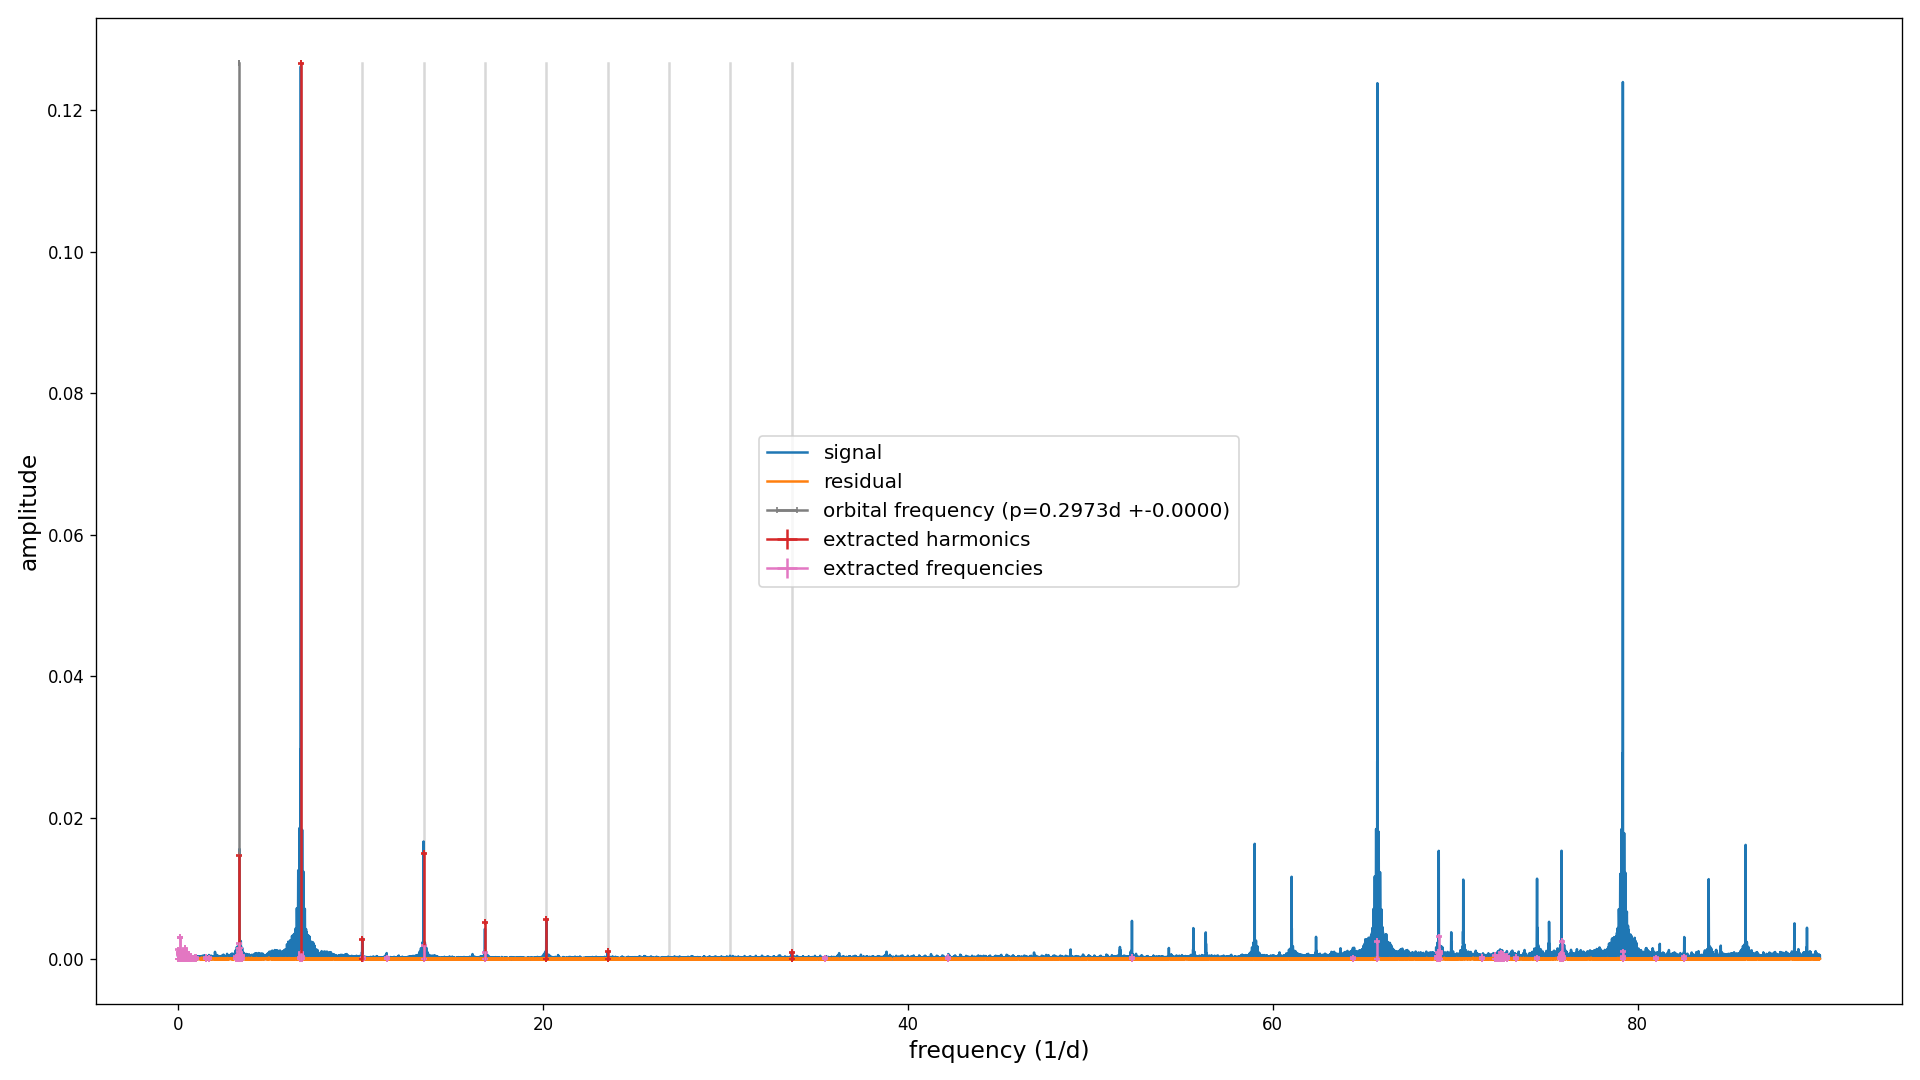 0.12
0.10
0.08
0.06
0.04
0.02
0.00
amplitude
signal
residual
orbital frequency (p=0.2973d +-0.0000)
extracted harmonics
extracted frequencies
0 20 40 60 80
frequency (1/d)